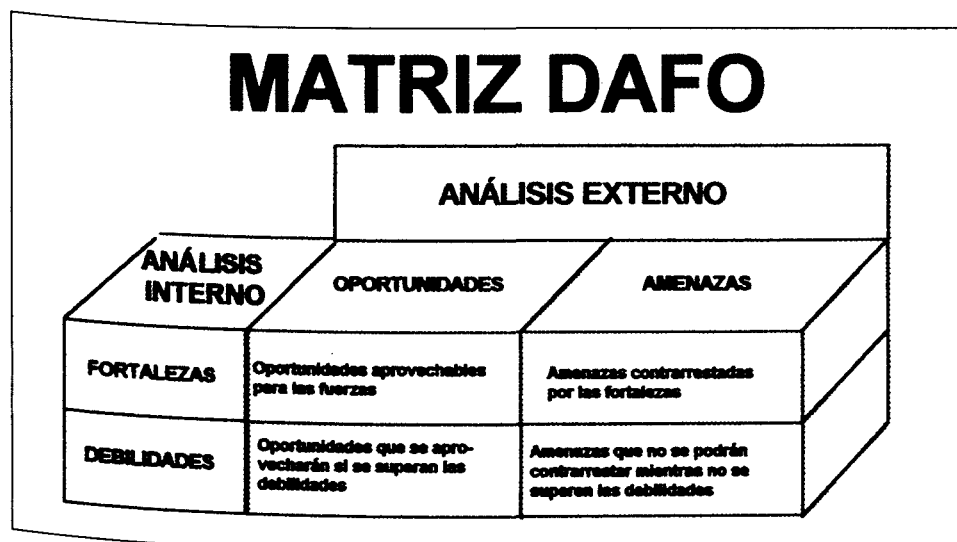 MATRIZ DAFO
ANÁLISIS EXTERNO
ANÁLISIS
INTERNO
OPORTUNIDADES
AMENAZAS
FORTALEZAS
Oportunidades aprovechables
para las fuerzas
Amenazas contrarrestadas
por las fortalezas
DEBILIDADES
Oportunidades que se apro-
vecharán si se superan las
debilidades
Amenazas que no se podrán
contrarrestar mientras no se
superen las debilidades